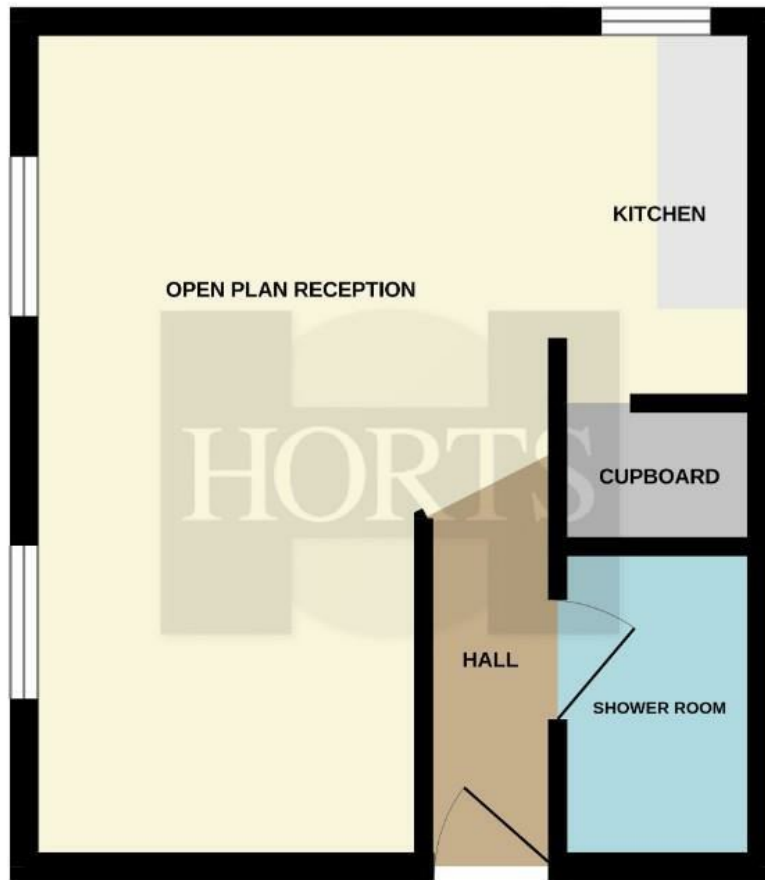 KITCHEN
OPEN PLAN RECEPTION
HORTS
CUPBOARD
HALL
SHOWER ROOM